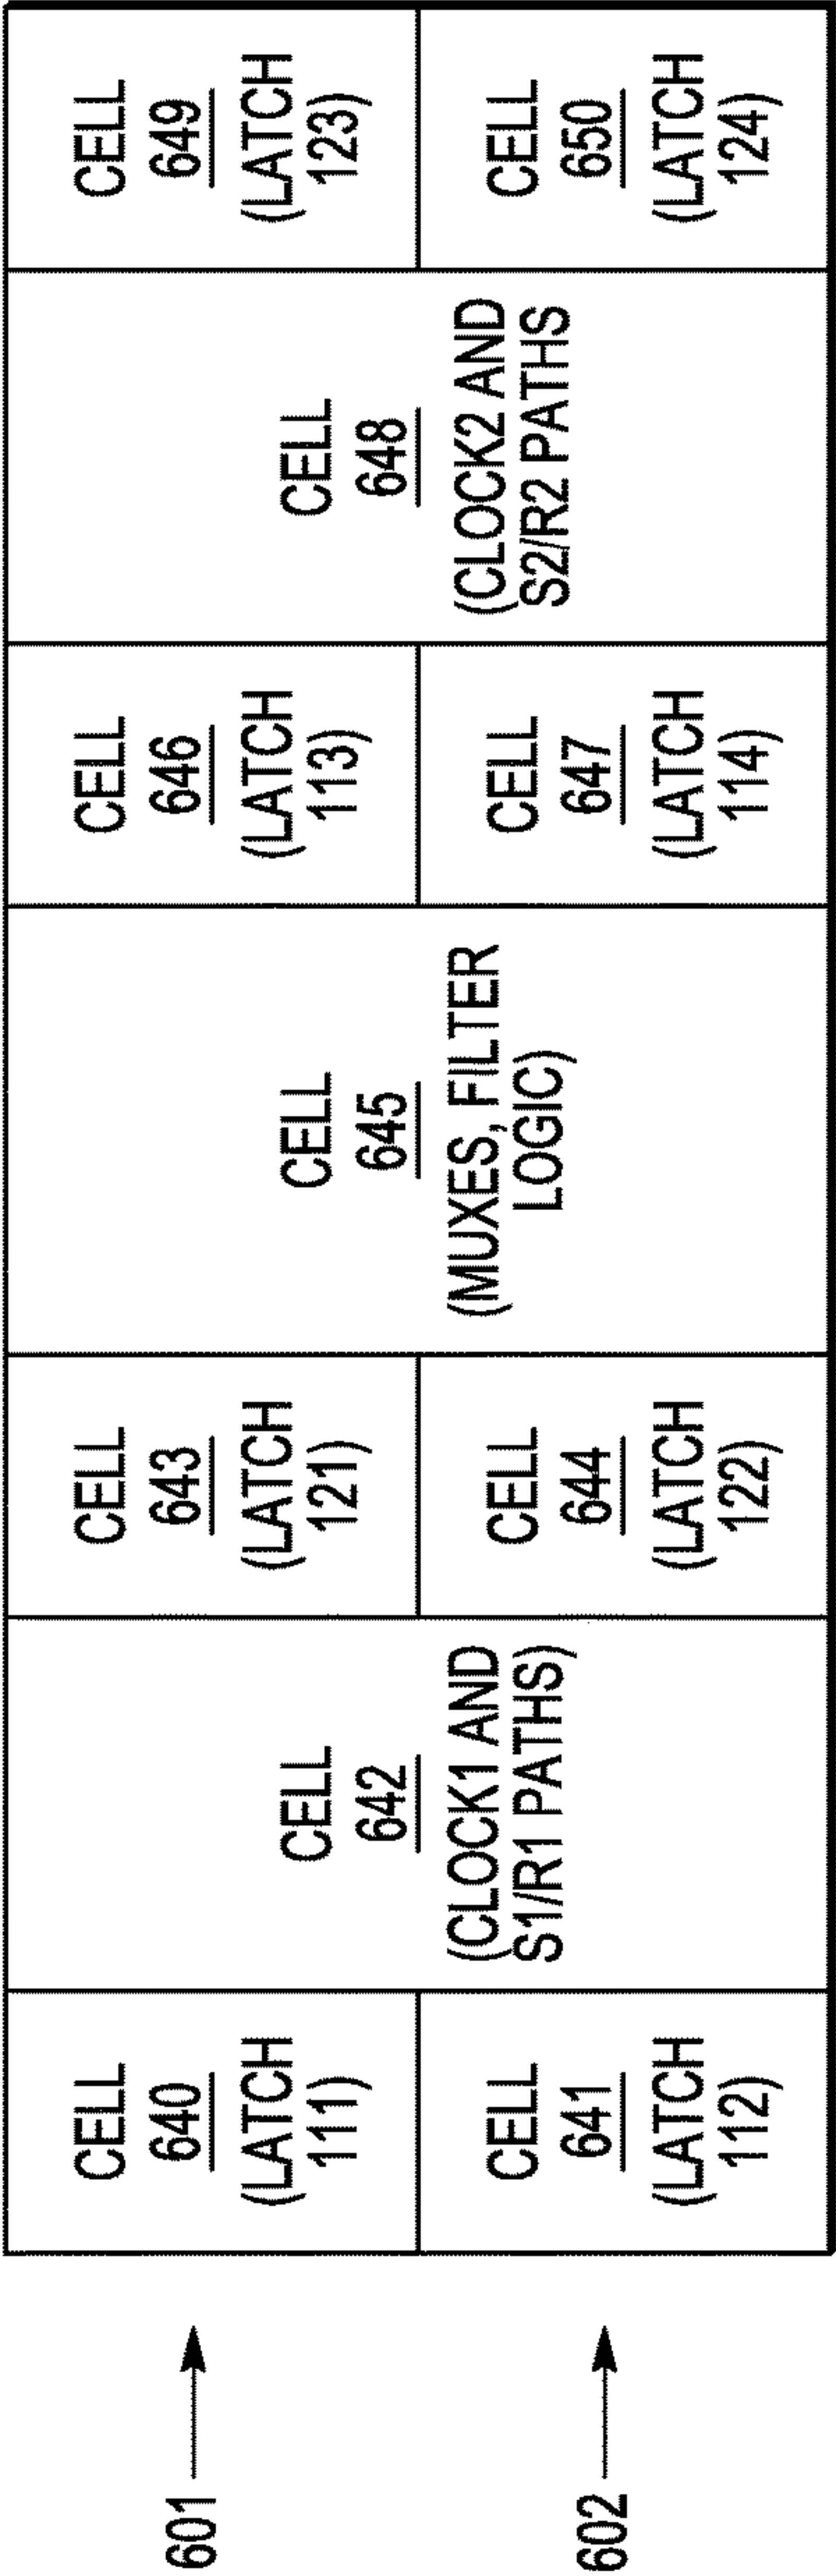 601
602
CELL
640
(LATCH
111)
CELL
641
(LATCH
112)
CELL
642
(CLOCK1 AND
S1/R1 PATHS)
CELL
643
(LATCH
121)
CELL
644
(LATCH
122)
CELL
645
(MUXES, FILTER
LOGIC)
CELL
646
(LATCH
113)
CELL
647
(LATCH
114)
CELL
648
(CLOCK2 AND
S2/R2 PATHS
CELL
649
(LATCH
123)
CELL
650
(LATCH
124)